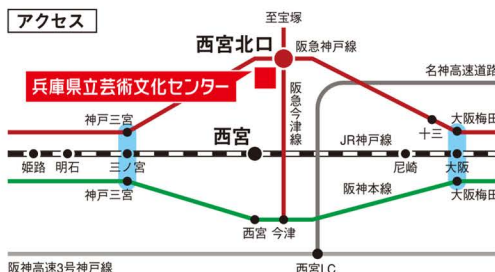 アクセス
至宝塚
西宮北口
阪急神戸線
兵庫県立芸術文化センター
名神高速道路
阪急今津線
神戸三宮
十三
大阪梅田
西宮
JR神戸線
姫路
明石
三ノ宮
尼崎
大阪
神戸三宮
阪神本線
大阪梅田
西宮
今津
阪神高速3号神戸線
西宮I.C